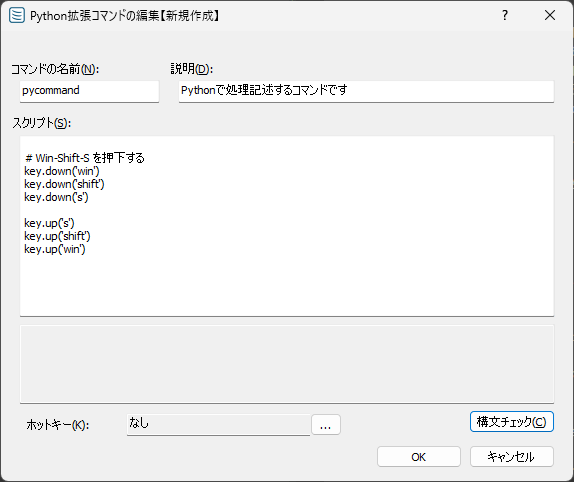 Python拡張コマンドの編集【新規作成】
コマンドの名前(N): 説明(D):
pycommand Pythonで処理記述するコマンドです
スクリプト(S):
# Win-Shift-S を押下する
key.down('win')
key.down('shift')
key.down('s')
key.up('s')
key.up('shift')
key.up('win')
ホットキー(K): なし ... 構文チェック(C)
OK キャンセル